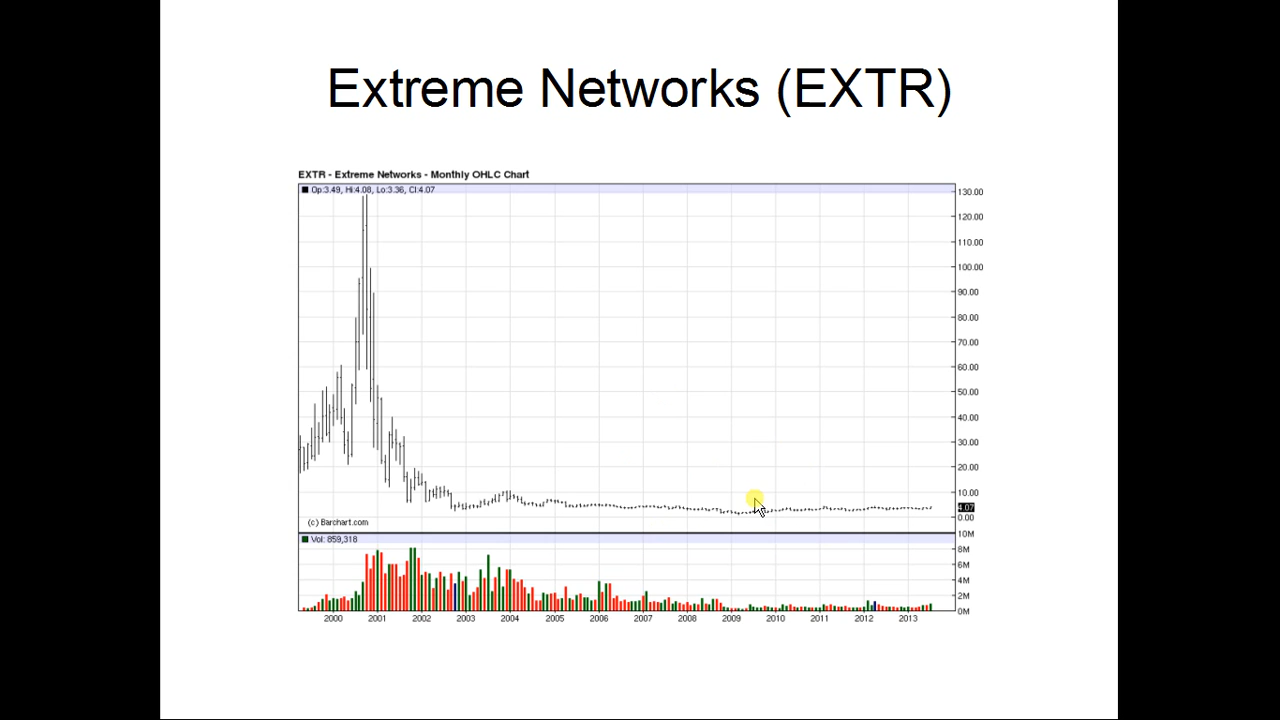 Extreme Networks (EXTR)
EXTR - Extreme Networks - Monthly OHLC Chart
Op:3.49, Hi:4.08, Lo:3.36, Cl:4.07
130.00
120.00
110.00
100.00
90.00
80.00
70.00
60.00
50.00
40.00
30.00
20.00
10.00
4.07
0.00
(c) Barchart.com
10M
Vol: 859,318
8M
6M
4M
2M
0M
2000 2001 2002 2003 2004 2005 2006 2007 2008 2009 2010 2011 2012 2013